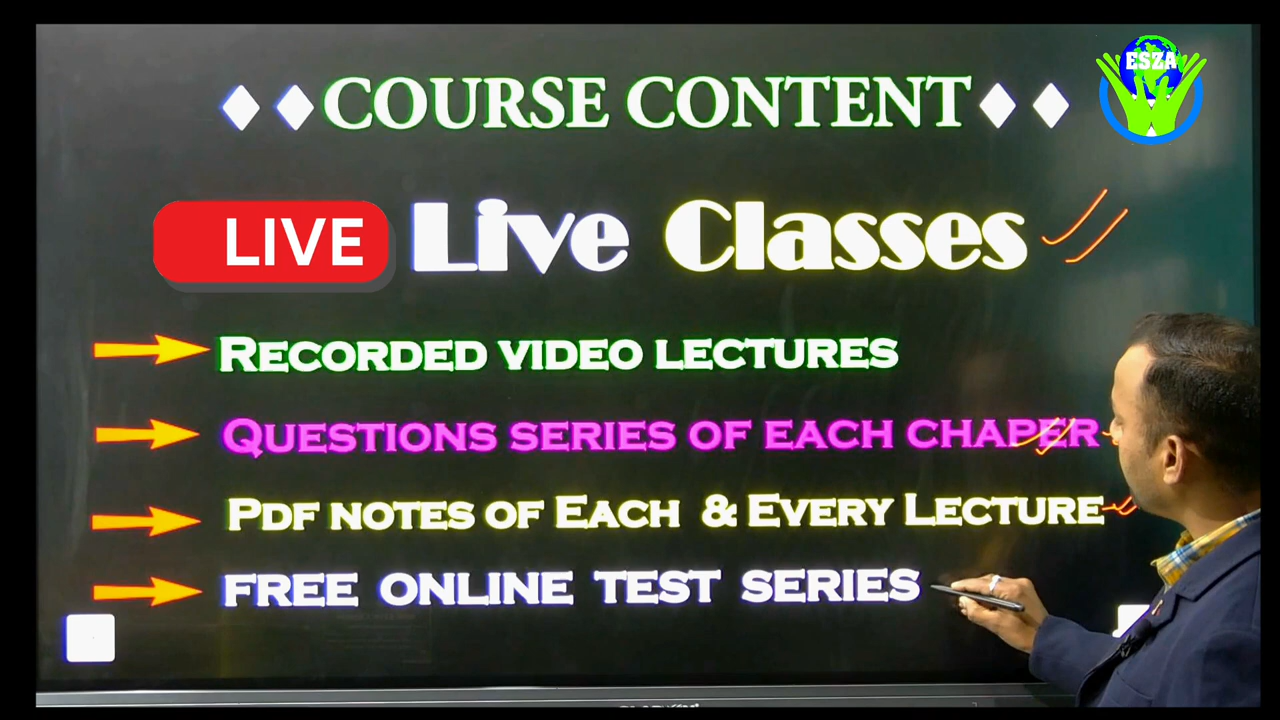 ESZA
COURSE CONTENT
LIVE Live Classes
RECORDED VIDEO LECTURES
QUESTIONS SERIES OF EACH CHAPER
PDF NOTES OF EACH & EVERY LECTURE
FREE ONLINE TEST SERIES